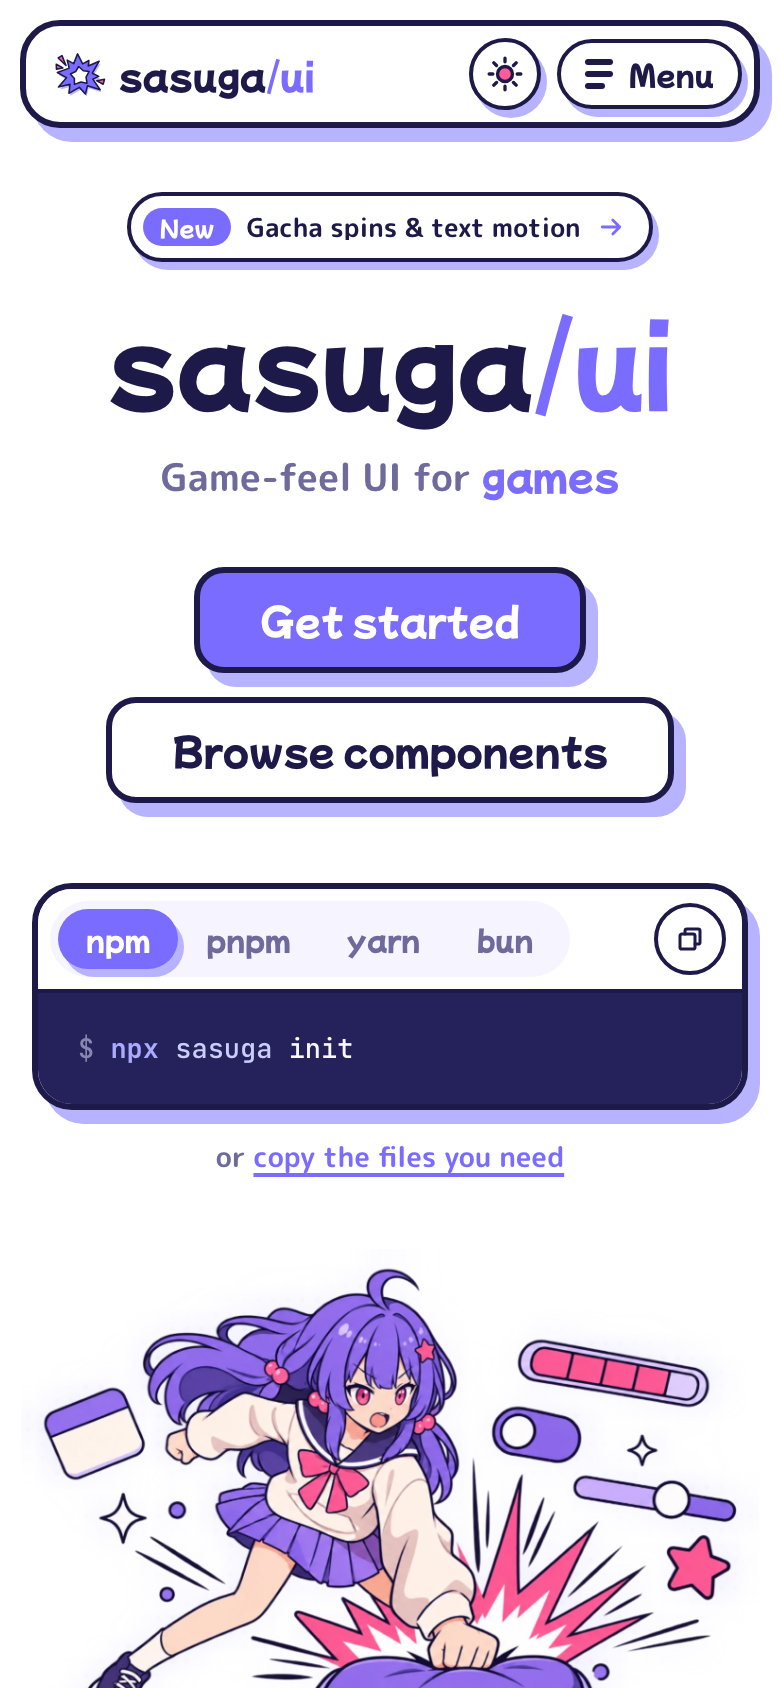 sasuga/ui
Menu
New Gacha spins & text motion →
sasuga/ui
Game-feel UI for games
Get started
Browse components
npm pnpm yarn bun
$ npx sasuga init
or copy the files you need